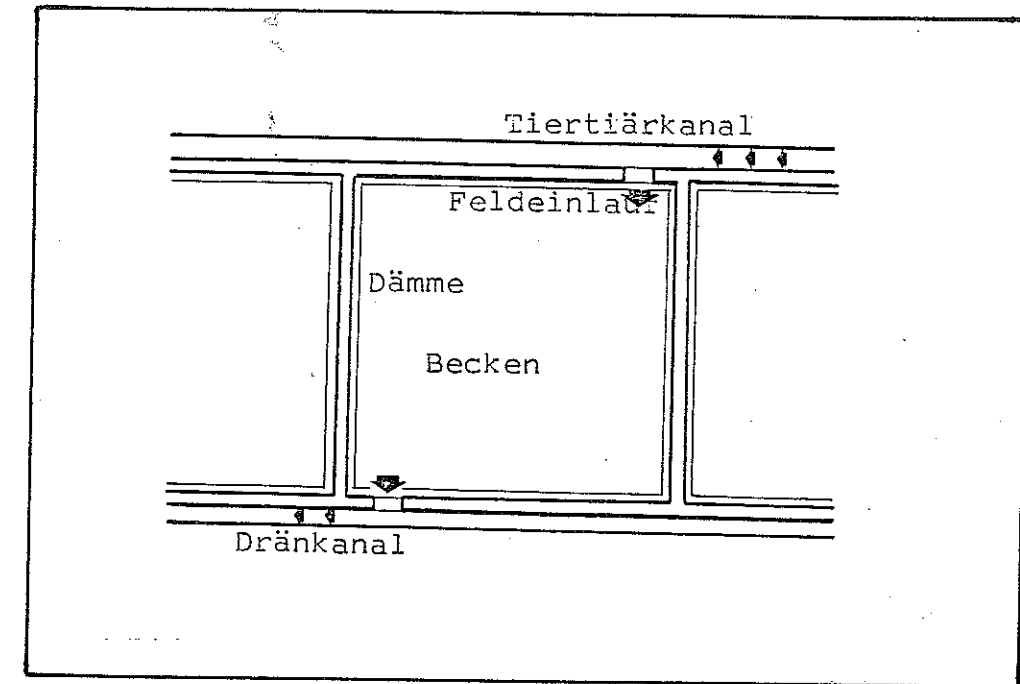 Tiertiärkanal
Feldeinlauf
Dämme
Becken
Dränkanal